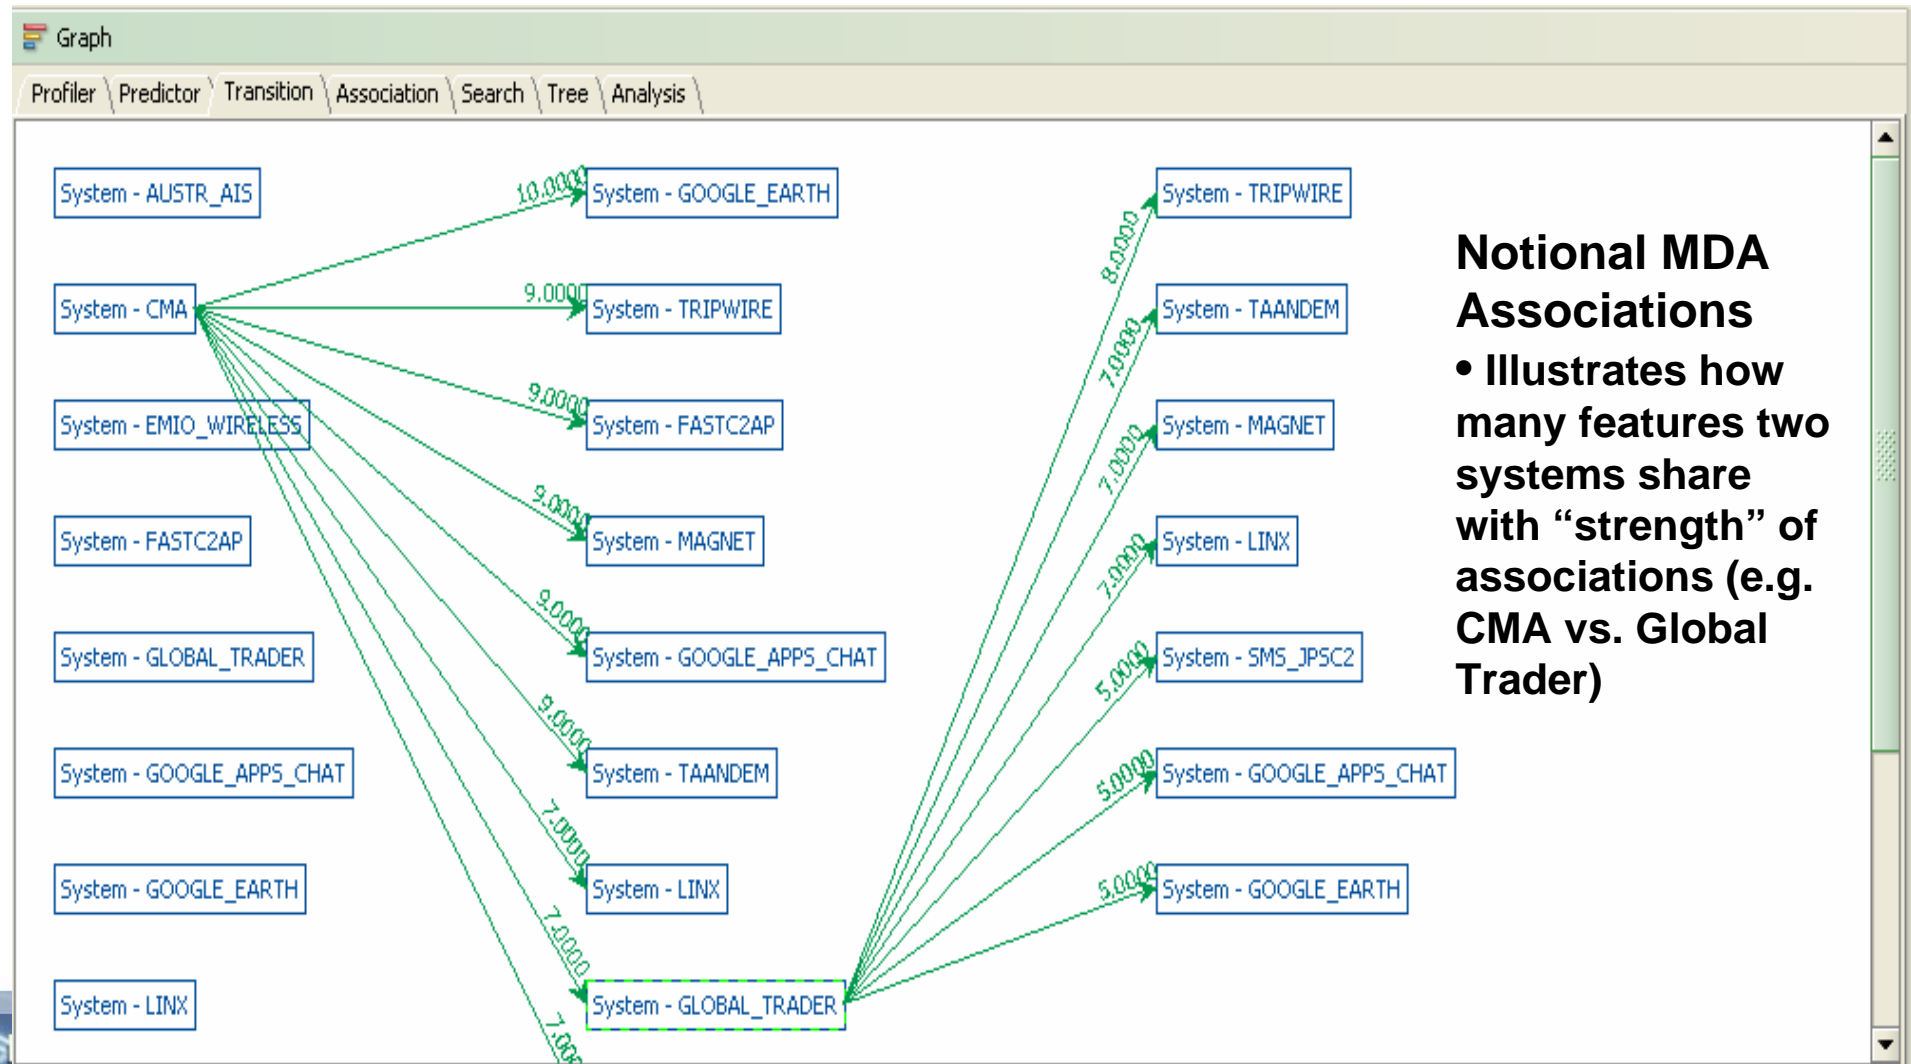 Graph
Profiler Predictor Transition Association Search Tree Analysis
System - AUSTR_AIS
System - CMA
System - EMIO_WIRELESS
System - FASTC2AP
System - GLOBAL_TRADER
System - GOOGLE_APPS_CHAT
System - GOOGLE_EARTH
System - LINX
10.0000
9.0000
9.0000
9.0000
9.0000
9.0000
7.0000
7.0000
System - GOOGLE_EARTH
System - TRIPWIRE
System - FASTC2AP
System - MAGNET
System - GOOGLE_APPS_CHAT
System - TAANDEM
System - LINX
System - GLOBAL_TRADER
8.0000
7.0000
7.0000
7.0000
5.0000
5.0000
5.0000
System - TRIPWIRE
System - TAANDEM
System - MAGNET
System - LINX
System - SMS_JPSC2
System - GOOGLE_APPS_CHAT
System - GOOGLE_EARTH
Notional MDA
Associations
• Illustrates how
many features two
systems share
with “strength” of
associations (e.g.
CMA vs. Global
Trader)